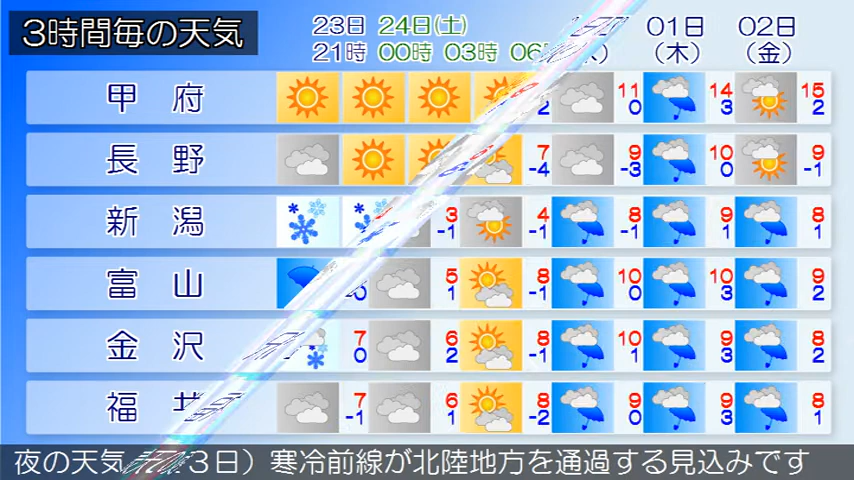 3時間毎の天気
23日 24日(土) 01日 02日
21時 00時 03時 (木) (金)
甲 府 2 11 0 14 3 15 2
長 野 7 -4 9 -3 10 0 9 -1
新 潟 3 -1 4 -1 8 -1 9 1 8 1
富 山 5 1 8 -1 10 0 10 3 9 2
金 沢 7 0 6 2 8 -1 10 1 9 3 8 2
福 井 7 -1 6 1 8 -2 9 0 9 3 8 1
夜の天気 3日）寒冷前線が北陸地方を通過する見込みです